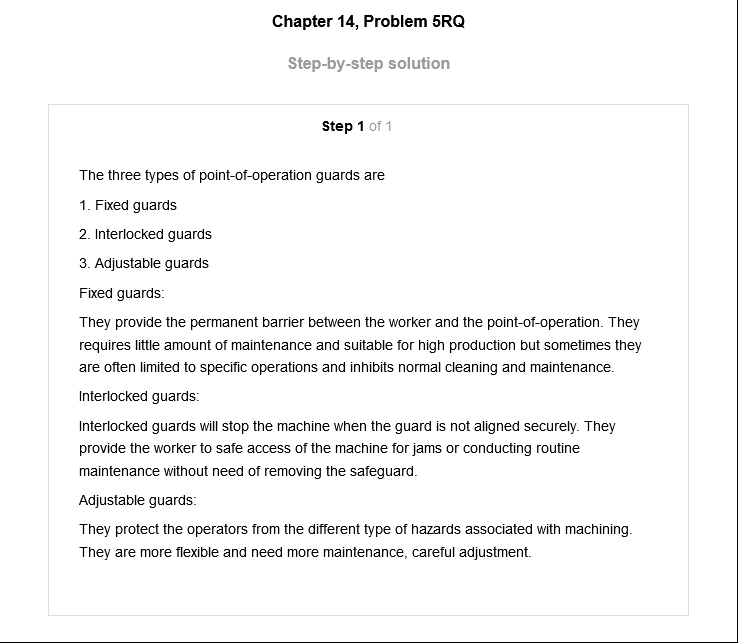 Chapter 14, Problem 5RQ
Step-by-step solution
Step 1 of 1
The three types of point-of-operation guards are
1. Fixed guards
2. Interlocked guards
3. Adjustable guards
Fixed guards:
They provide the permanent barrier between the worker and the point-of-operation. They
requires little amount of maintenance and suitable for high production but sometimes they
are often limited to specific operations and inhibits normal cleaning and maintenance.
Interlocked guards:
Interlocked guards will stop the machine when the guard is not aligned securely. They
provide the worker to safe access of the machine for jams or conducting routine
maintenance without need of removing the safeguard.
Adjustable guards:
They protect the operators from the different type of hazards associated with machining.
They are more flexible and need more maintenance, careful adjustment.